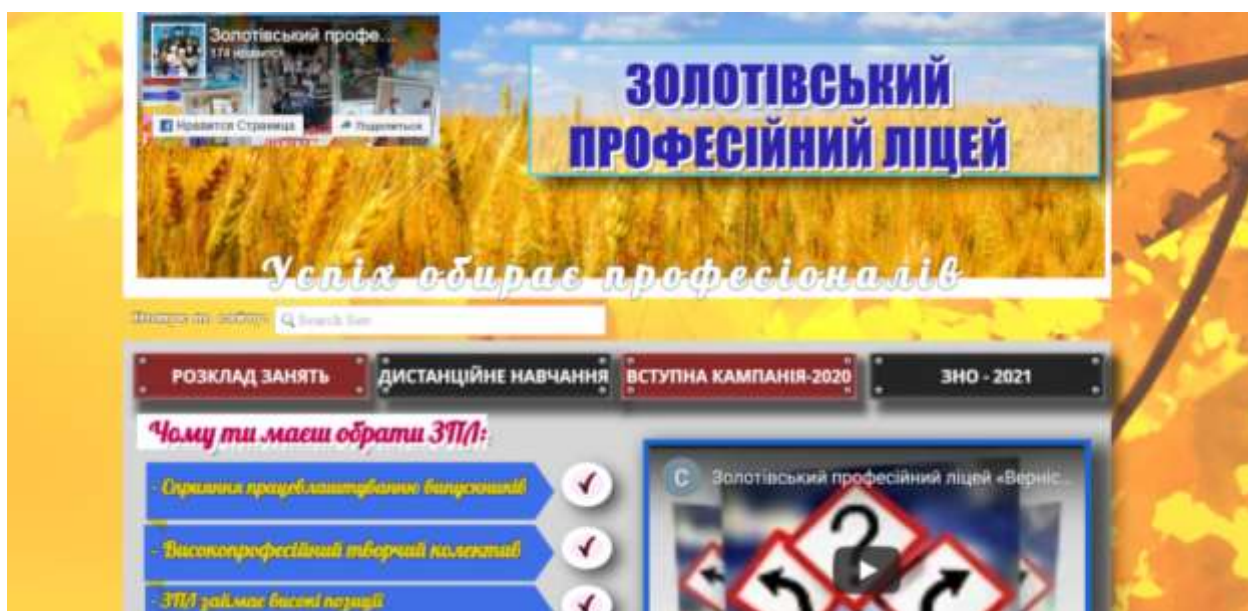 Золотівський профе...
174 нравится
Нравится Страница
Поделиться
ЗОЛОТІВСЬКИЙ
ПРОФЕСІЙНИЙ ЛІЦЕЙ
Успіх обирає професіоналів
Search Site
РОЗКЛАД ЗАНЯТЬ
ДИСТАНЦІЙНЕ НАВЧАННЯ
ВСТУПНА КАМПАНІЯ-2020
ЗНО - 2021
Чому ти маєш обрати ЗПЛ:
- Сприяння працевлаштуванню випускників
- Високопрофесійний творчий колектив
- ЗПЛ займає високі позиції
С
Золотівський професійний ліцей «Верніс...